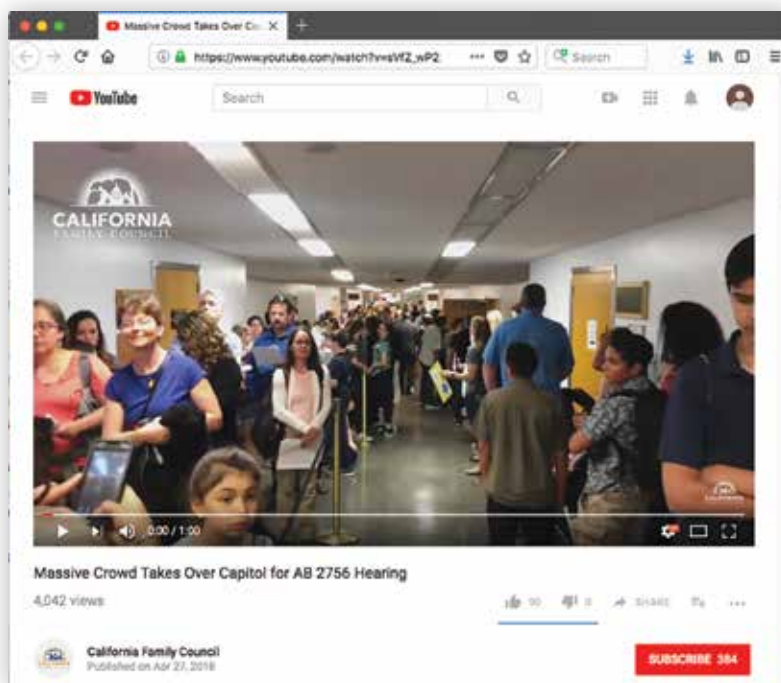 Massive Crowd Takes Over Ca
https://www.youtube.com/watch?v=sVfZ_wP2
Search
YouTube
Search
CALIFORNIA
FAMILY COUNCIL
0:00 / 1:00
Massive Crowd Takes Over Capitol for AB 2756 Hearing
4,042 views
90
0
SHARE
California Family Council
Published on Apr 27, 2018
SUBSCRIBE 384